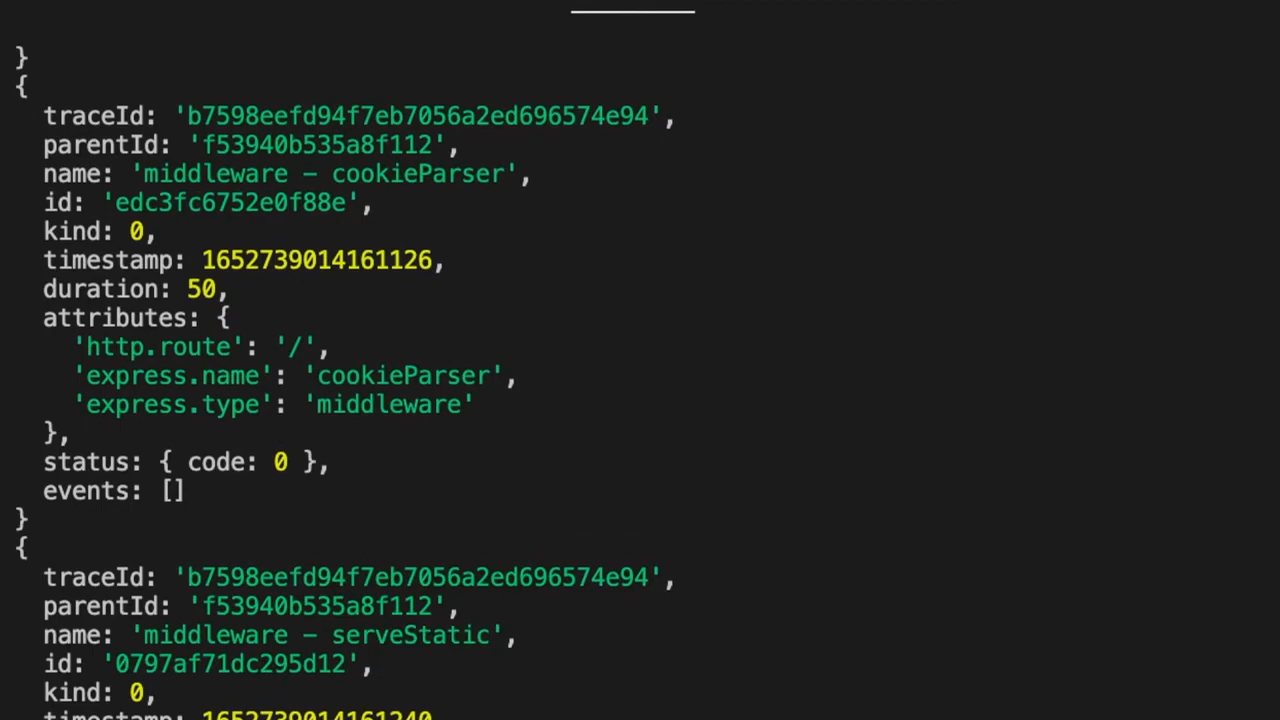 }
{
  traceId: 'b7598eefd94f7eb7056a2ed696574e94',
  parentId: 'f53940b535a8f112',
  name: 'middleware - cookieParser',
  id: 'edc3fc6752e0f88e',
  kind: 0,
  timestamp: 1652739014161126,
  duration: 50,
  attributes: {
    'http.route': '/',
    'express.name': 'cookieParser',
    'express.type': 'middleware'
  },
  status: { code: 0 },
  events: []
}
{
  traceId: 'b7598eefd94f7eb7056a2ed696574e94',
  parentId: 'f53940b535a8f112',
  name: 'middleware - serveStatic',
  id: '0797af71dc295d12',
  kind: 0,
  timestamp: 1652739014161240